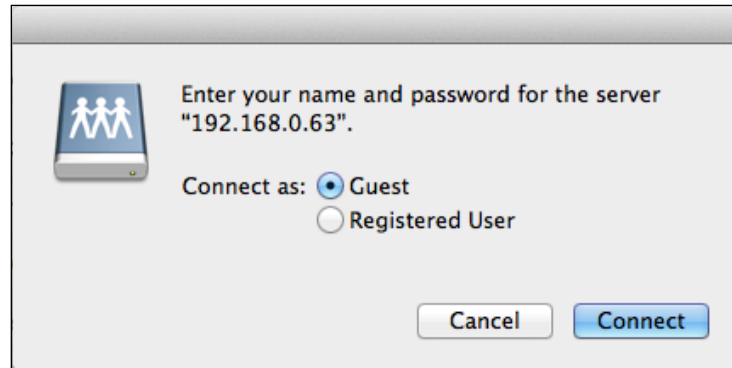 Enter your name and password for the server
“192.168.0.63”.
Connect as: Guest
Registered User
Cancel Connect